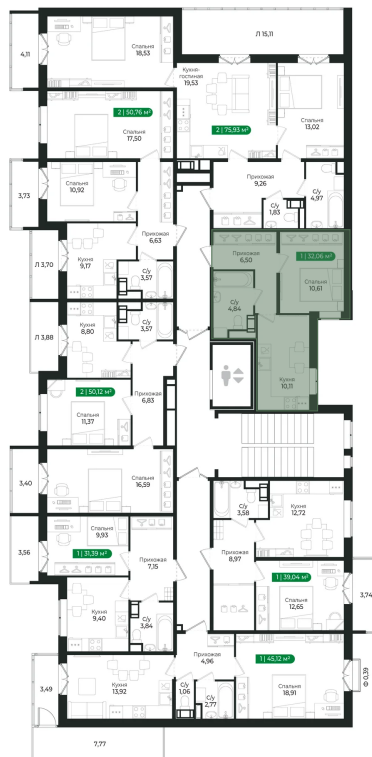 Л 15,11
4,11
Спальня
18,53
Кухня-
гостиная
19,53
Спальня
13,02
2 | 50,76 м²
Спальня
17,50
2 | 75,93 м²
3,73
Спальня
10,92
Прихожая
9,26
С/у
1,83
С/у
4,97
Прихожая
6,63
Прихожая
6,50
1 | 32,06 м²
Спальня
10,61
Л 3,70
Кухня
9,17
С/у
3,57
С/у
4,84
Л 3,88
Кухня
8,80
С/у
3,57
Кухня
10,11
2 | 50,12 м²
Спальня
11,37
Прихожая
6,83
3,40
Спальня
16,59
С/у
3,58
Кухня
12,72
3,56
Спальня
9,93
1 | 31,39 м²
Прихожая
7,15
Прихожая
8,97
1 | 39,04 м²
Спальня
12,65
3,74
Кухня
9,40
С/у
3,84
Прихожая
4,96
1 | 45,12 м²
Спальня
18,91
Ф 0,39
3,49
Кухня
13,92
С/у
1,06
С/у
2,77
7,77